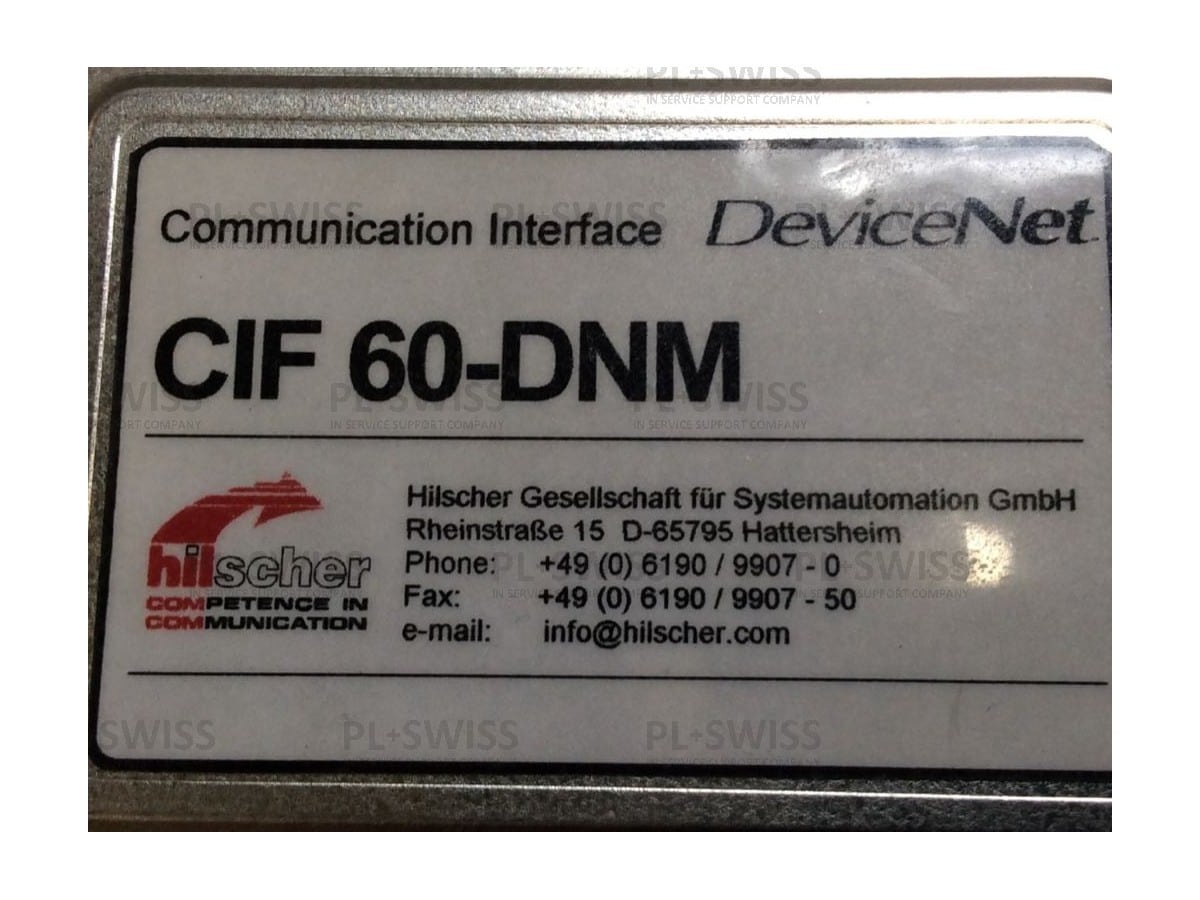 Communication Interface DeviceNet
CIF 60-DNM
hilscher
COMPETENCE IN
COMMUNICATION
Hilscher Gesellschaft für Systemautomation GmbH
Rheinstraße 15 D-65795 Hattersheim
Phone: +49 (0) 6190 / 9907 - 0
Fax: +49 (0) 6190 / 9907 - 50
e-mail: info@hilscher.com
PL+SWISS
IN SERVICE SUPPORT COMPANY